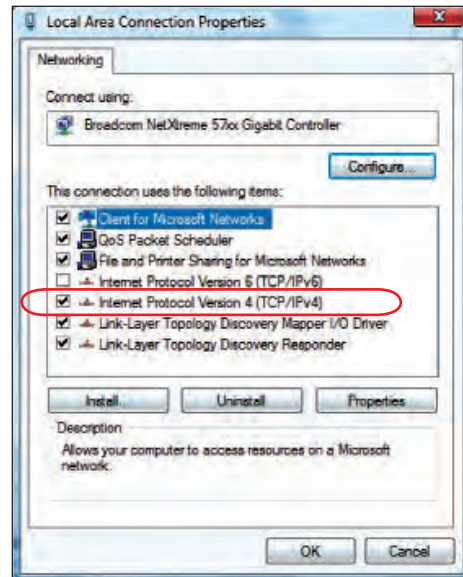 Local Area Connection Properties
Networking
Connect using:
Broadcom NetXtreme 57xx Gigabit Controller
Configure...
This connection uses the following items:
Client for Microsoft Networks
QoS Packet Scheduler
File and Printer Sharing for Microsoft Networks
Internet Protocol Version 6 (TCP/IPv6)
Internet Protocol Version 4 (TCP/IPv4)
Link-Layer Topology Discovery Mapper I/O Driver
Link-Layer Topology Discovery Responder
Install... Uninstall Properties
Description
Allows your computer to access resources on a Microsoft
network.
OK Cancel